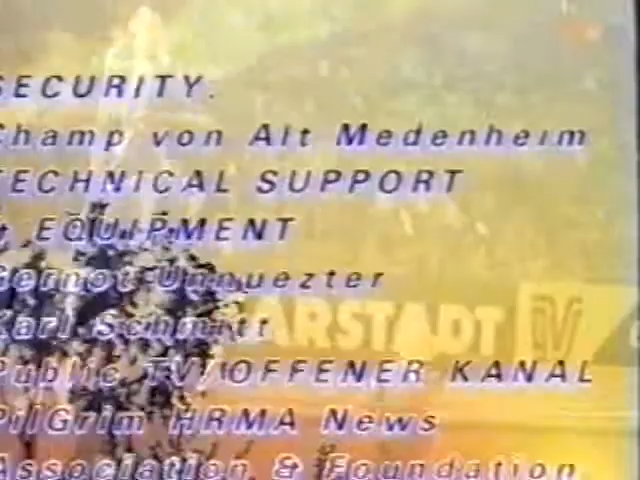 SECURITY.
Champ von Alt Medenheim
TECHNICAL SUPPORT
& EQUIPMENT
Gernot
Karl Schmitt
ARSTADT
Public TV/OFFENER KANAL
PilGrim HRMA News
Association & Foundation